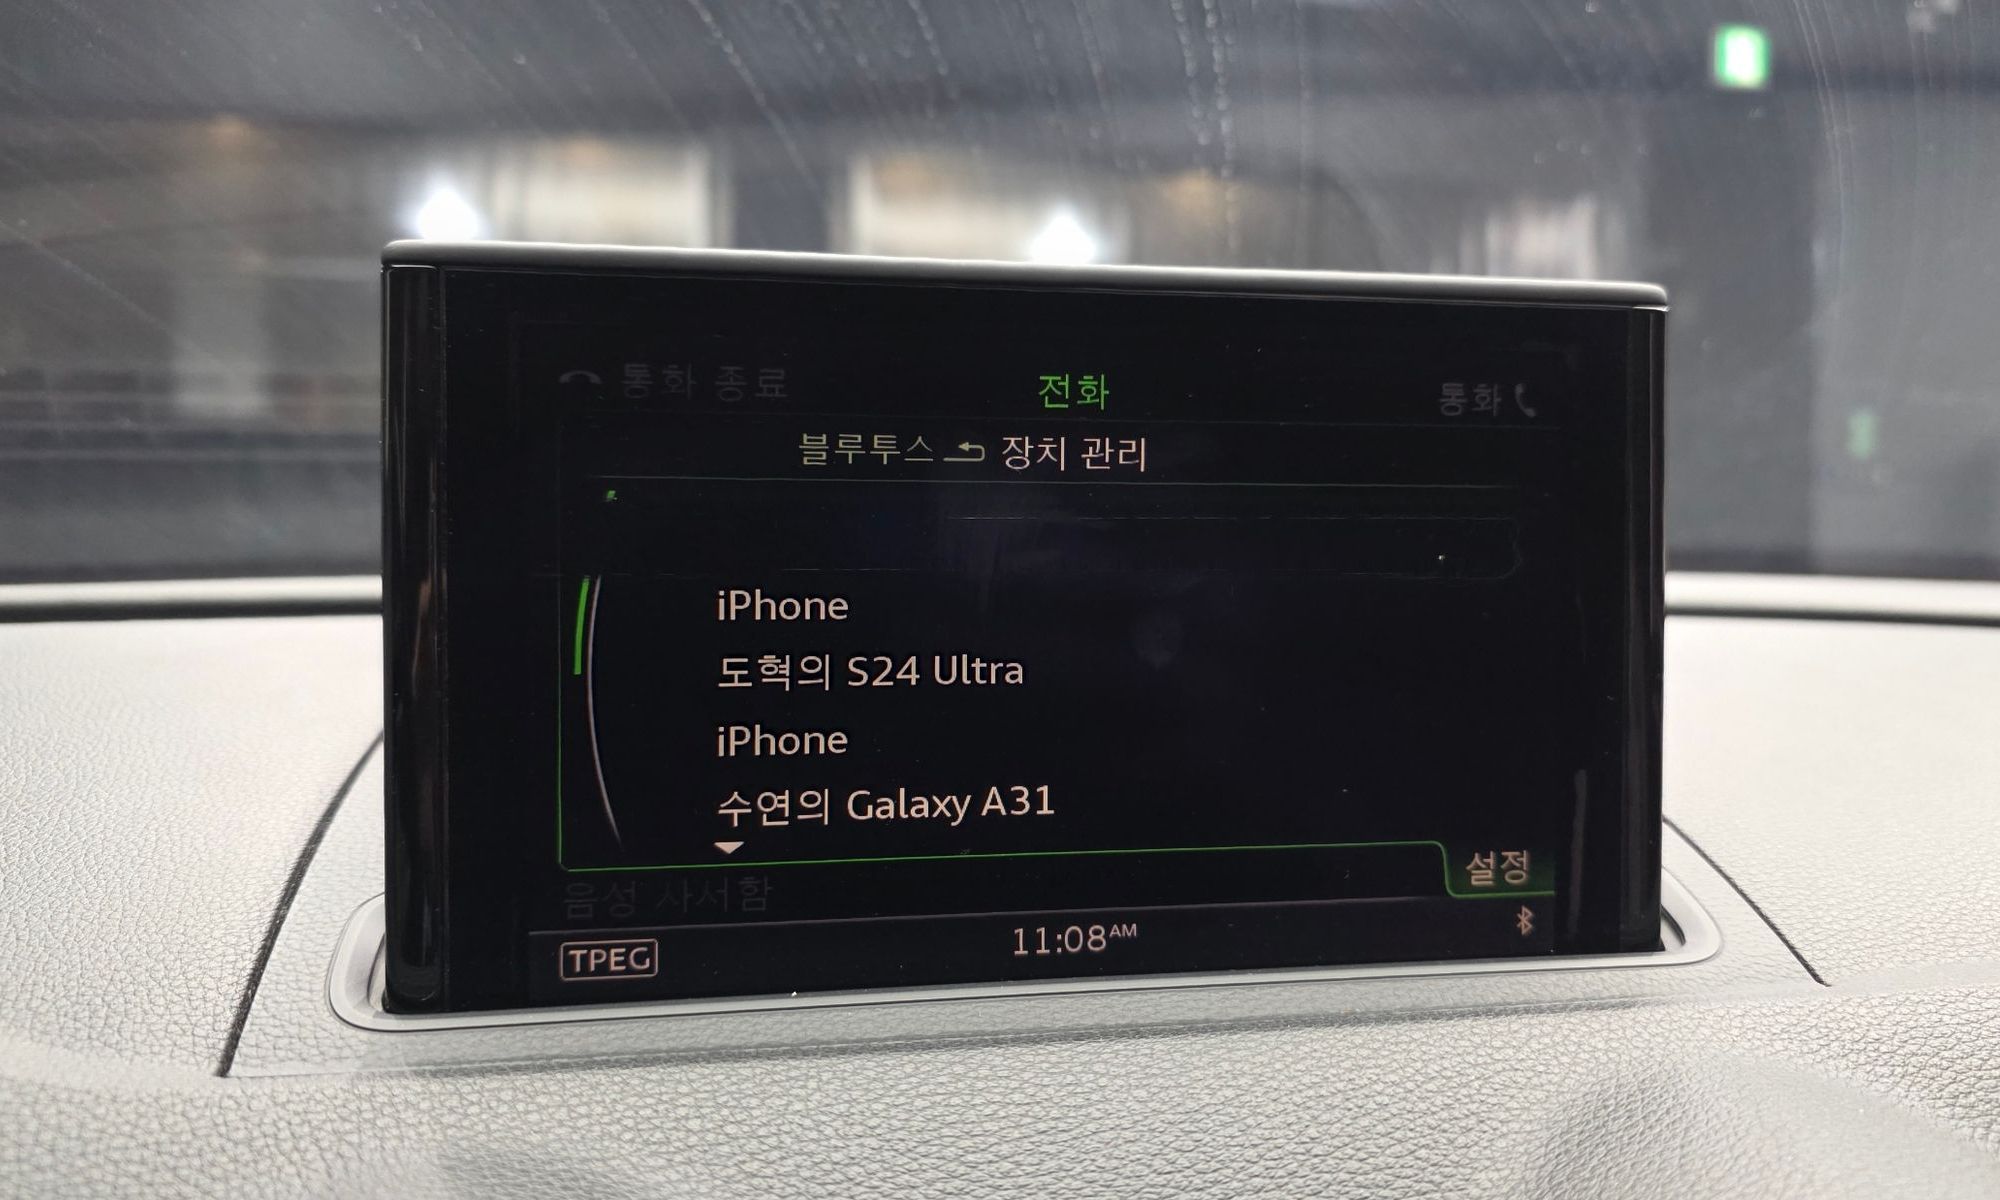 통화 종료 전화 통화
블루투스 장치 관리
iPhone
도혁의 S24 Ultra
iPhone
수연의 Galaxy A31
설정
음성 사서함
TPEG 11:08AM